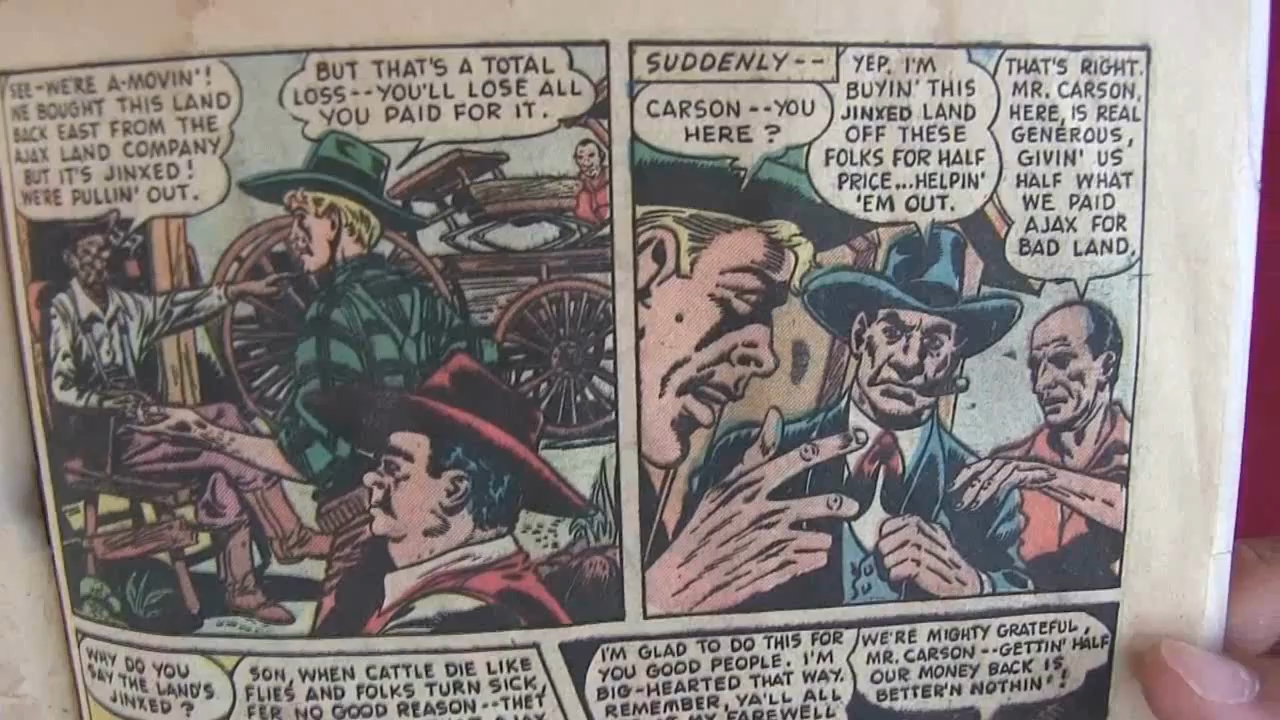 SEE-WE'RE A-MOVIN'!
WE BOUGHT THIS LAND
BACK EAST FROM THE
AJAX LAND COMPANY
BUT IT'S JINXED!
WE'RE PULLIN' OUT.
BUT THAT'S A TOTAL
LOSS--YOU'LL LOSE ALL
YOU PAID FOR IT.
SUDDENLY--
CARSON--YOU
HERE?
YEP. I'M
BUYIN' THIS
JINXED LAND
OFF THESE
FOLKS FOR HALF
PRICE...HELPIN'
'EM OUT.
THAT'S RIGHT.
MR. CARSON,
HERE, IS REAL
GENEROUS,
GIVIN' US
HALF WHAT
WE PAID
AJAX FOR
BAD LAND.
WHY DO YOU
SAY THE LAND'S
JINXED?
SON, WHEN CATTLE DIE LIKE
FLIES AND FOLKS TURN SICK,
FER NO GOOD REASON--THET
I'M GLAD TO DO THIS FOR
YOU GOOD PEOPLE. I'M
BIG-HEARTED THAT WAY.
REMEMBER, YA'LL ALL
MY FAREWELL
WE'RE MIGHTY GRATEFUL,
MR. CARSON--GETTIN' HALF
OUR MONEY BACK IS
BETTER'N NOTHIN'!